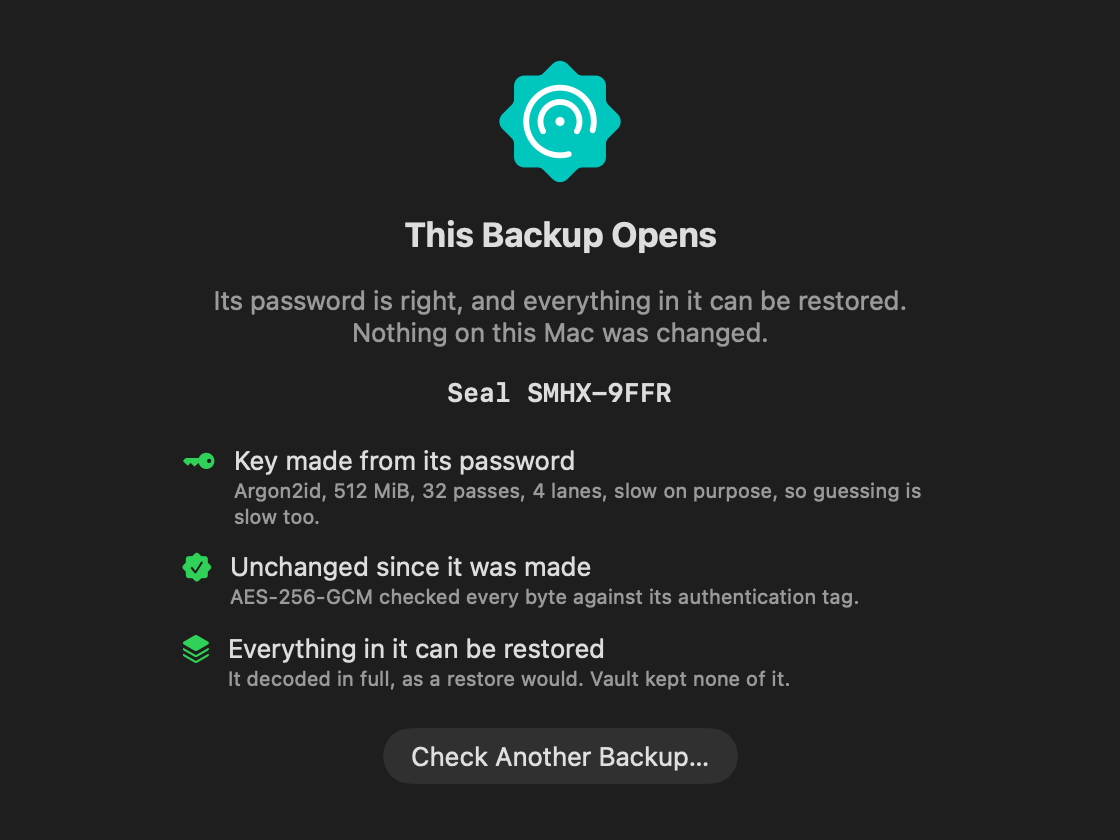 This Backup Opens
Its password is right, and everything in it can be restored.
Nothing on this Mac was changed.
Seal SMHX–9FFR
Key made from its password
Argon2id, 512 MiB, 32 passes, 4 lanes, slow on purpose, so guessing is
slow too.
Unchanged since it was made
AES-256-GCM checked every byte against its authentication tag.
Everything in it can be restored
It decoded in full, as a restore would. Vault kept none of it.
Check Another Backup...